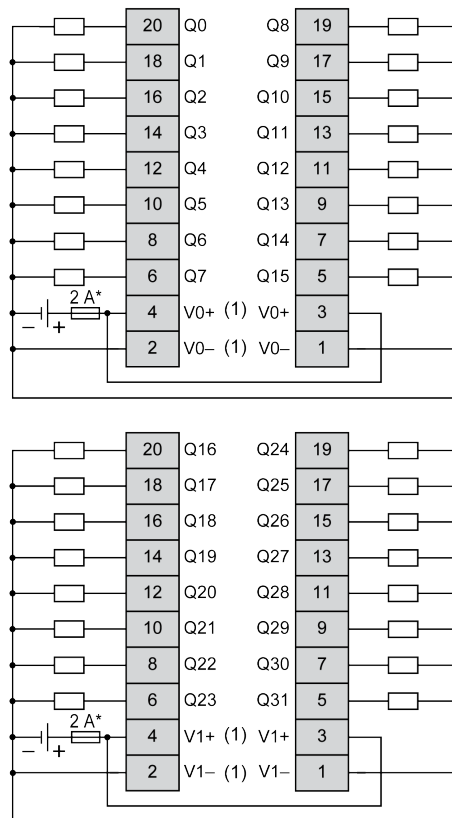 20 Q0 Q8 19
18 Q1 Q9 17
16 Q2 Q10 15
14 Q3 Q11 13
12 Q4 Q12 11
10 Q5 Q13 9
8 Q6 Q14 7
6 Q7 Q15 5
2 A* 4 V0+ (1) V0+ 3
– + 2 V0– (1) V0– 1
20 Q16 Q24 19
18 Q17 Q25 17
16 Q18 Q26 15
14 Q19 Q27 13
12 Q20 Q28 11
10 Q21 Q29 9
8 Q22 Q30 7
6 Q23 Q31 5
2 A* 4 V1+ (1) V1+ 3
– + 2 V1– (1) V1– 1